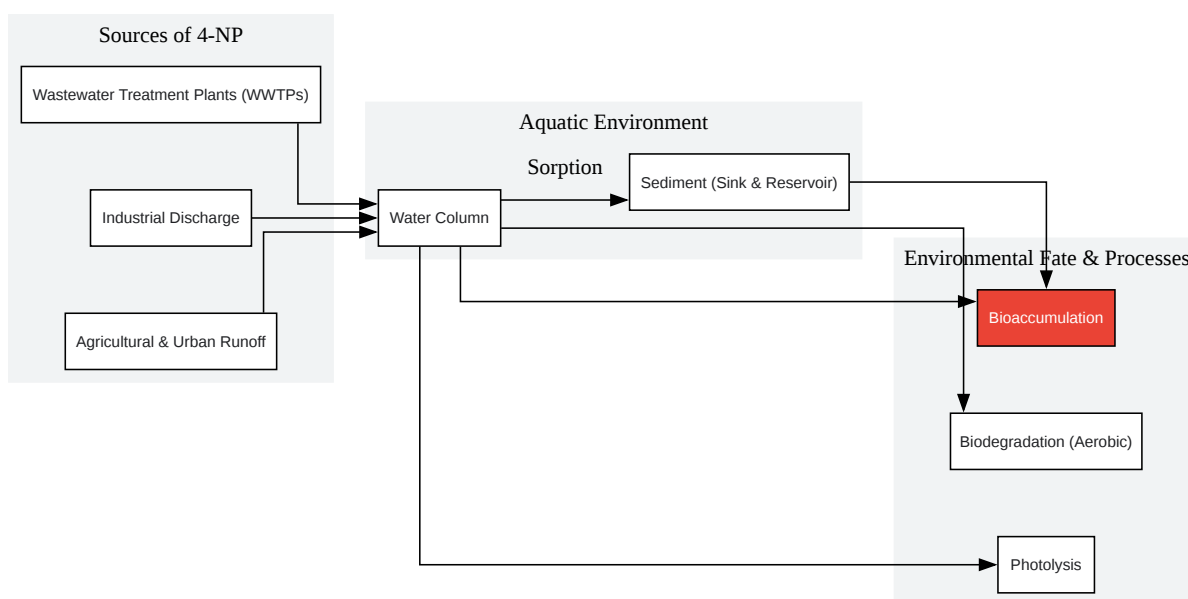 Sources of 4-NP
Wastewater Treatment Plants (WWTPs)
Industrial Discharge
Agricultural & Urban Runoff
Aquatic Environment
Sorption
Water Column
Sediment (Sink & Reservoir)
Environmental Fate & Processes
Bioaccumulation
Biodegradation (Aerobic)
Photolysis